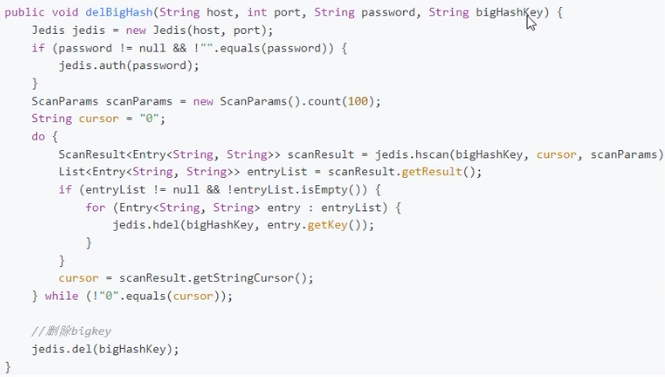 public void delBigHash(String host, int port, String password, String bigHashKey) {
Jedis jedis = new Jedis(host, port);
if (password != null && !"".equals(password)) {
jedis.auth(password);
}
ScanParams scanParams = new ScanParams().count(100);
String cursor = "0";
do {
ScanResult<Entry<String, String>> scanResult = jedis.hscan(bigHashKey, cursor, scanParams)
List<Entry<String, String>> entryList = scanResult.getResult();
if (entryList != null && !entryList.isEmpty()) {
for (Entry<String, String> entry : entryList) {
jedis.hdel(bigHashKey, entry.getKey());
}
}
cursor = scanResult.getStringCursor();
} while (!"0".equals(cursor));
//删除bigkey
jedis.del(bigHashKey);
}